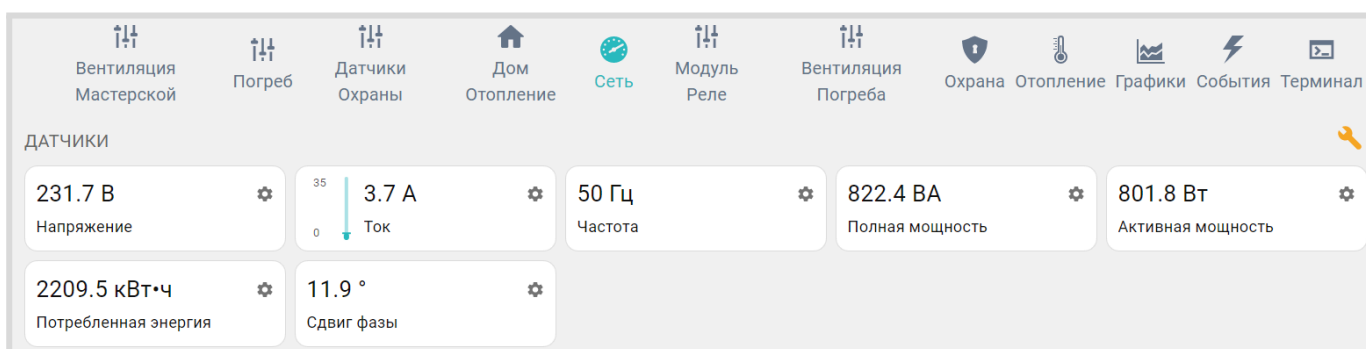 Вентиляция
Мастерской
Погреб
Датчики
Охраны
Дом
Отопление
Сеть
Модуль
Реле
Вентиляция
Погреба
Охрана
Отопление
Графики
События
Терминал
ДАТЧИКИ
231.7 В
Напряжение
35
0
3.7 А
Ток
50 Гц
Частота
822.4 ВА
Полная мощность
801.8 Вт
Активная мощность
2209.5 кВт•ч
Потребленная энергия
11.9 °
Сдвиг фазы